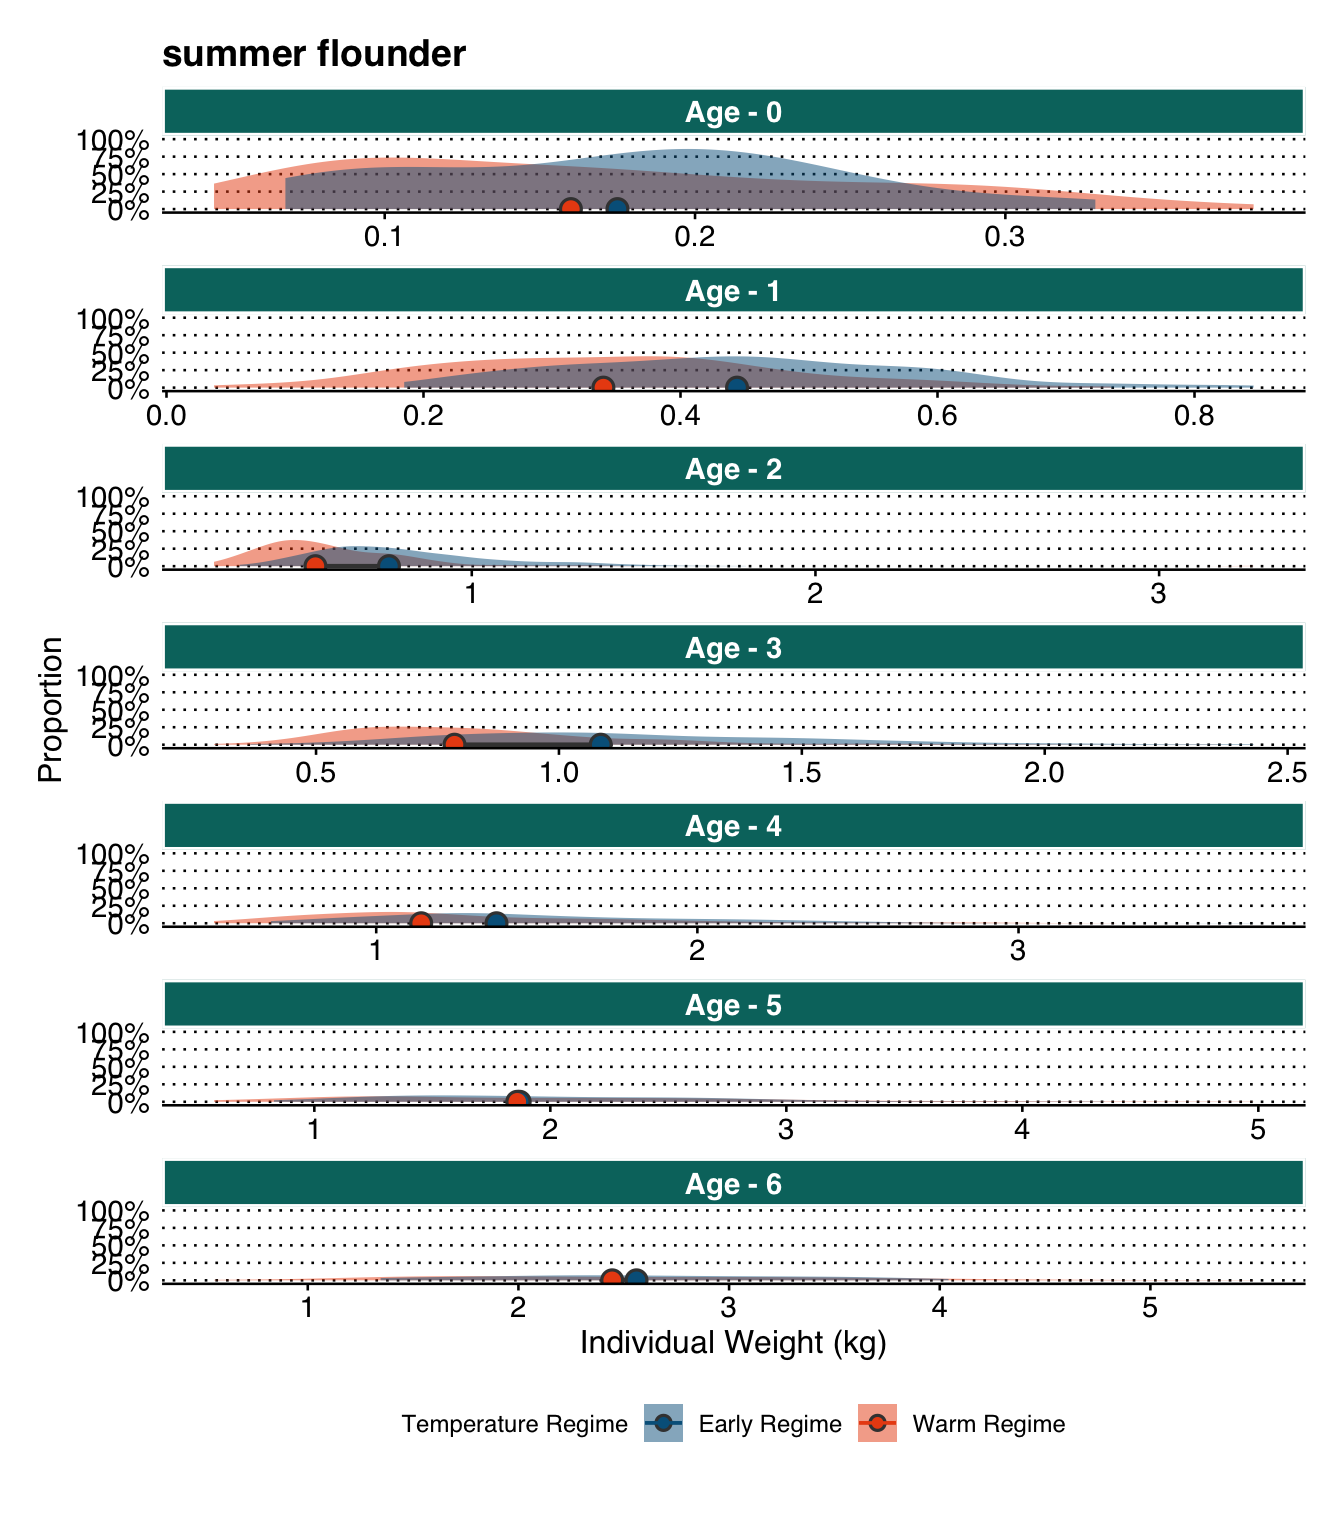 summer flounder
Age - 0
100%
75%
50%
25%
0%
0.1 0.2 0.3
Age - 1
100%
75%
50%
25%
0%
0.0 0.2 0.4 0.6 0.8
Age - 2
100%
75%
50%
25%
0%
1 2 3
Age - 3
100%
75%
50%
25%
0%
0.5 1.0 1.5 2.0 2.5
Proportion
Age - 4
100%
75%
50%
25%
0%
1 2 3
Age - 5
100%
75%
50%
25%
0%
1 2 3 4 5
Age - 6
100%
75%
50%
25%
0%
1 2 3 4 5
Individual Weight (kg)
Temperature Regime Early Regime Warm Regime